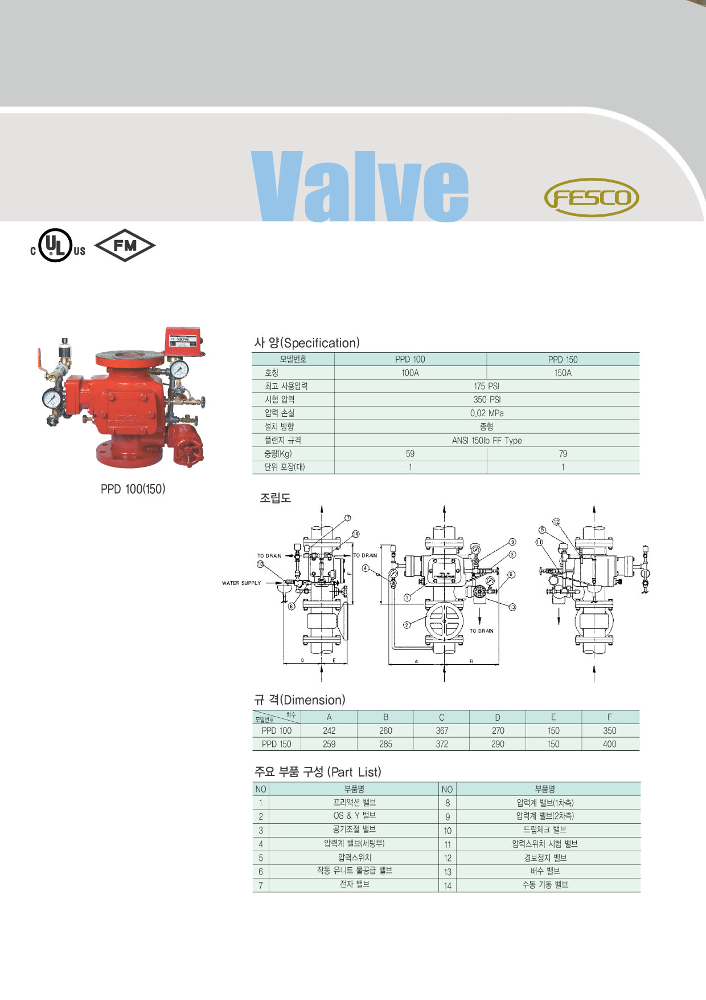 Valve
FESCO
C UL US
FM
PPD 100(150)
사 양(Specification)
모델번호 PPD 100 PPD 150
호칭 100A 150A
최고 사용압력 175 PSI
시험 압력 350 PSI
압력 손실 0.02 MPa
설치 방향 종형
플랜지 규격 ANSI 150lb FF Type
중량(Kg) 59 79
단위 포장(대) 1 1
조립도
7
14
TO DRAIN TO DRAIN
10
F
WATER SUPPLY
6
D E
9
3
4
8
1
13
2
TO DRAIN
A B
12
5
11
규 격(Dimension)
치수
모델번호 A B C D E F
PPD 100 242 260 367 270 150 350
PPD 150 259 285 372 290 150 400
주요 부품 구성 (Part List)
NO 부품명 NO 부품명
1 프리액션 밸브 8 압력계 밸브(1차측)
2 OS & Y 밸브 9 압력계 밸브(2차측)
3 공기조절 밸브 10 드립체크 밸브
4 압력계 밸브(세팅부) 11 압력스위치 시험 밸브
5 압력스위치 12 경보정지 밸브
6 작동 유니트 물공급 밸브 13 배수 밸브
7 전자 밸브 14 수동 기동 밸브